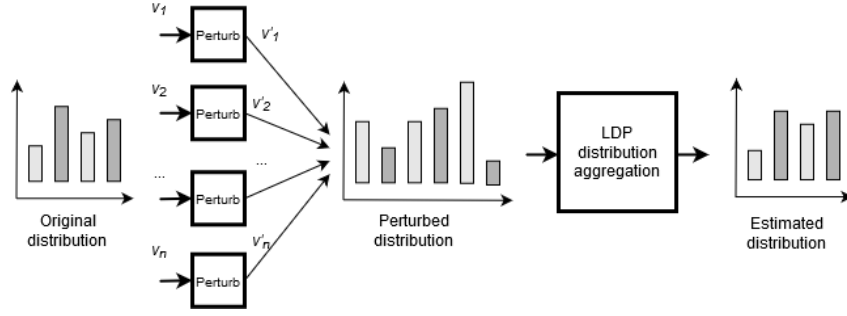 v1
Perturb
v'1
v2
Perturb
v'2
...
Perturb
...
vn
Perturb
v'n
Original
distribution
Perturbed
distribution
LDP
distribution
aggregation
Estimated
distribution